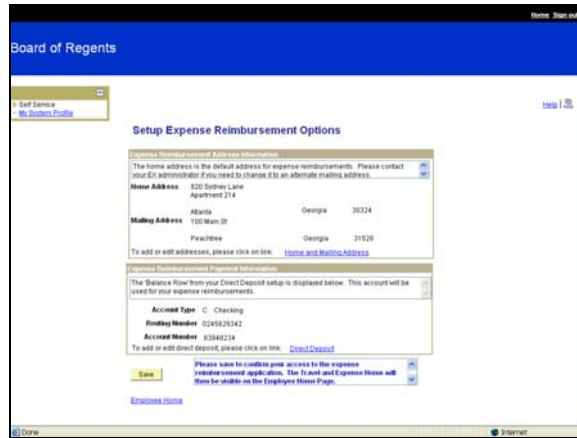 Home Sign out
Board of Regents
Self Service
My System Profile
Help
Setup Expense Reimbursement Options
Expense Reimbursement Address Information
The home address is the default address for expense reimbursements. Please contact
your EX administrator if you need to change it to an alternate mailing address.
Home Address 920 Sydney Lane
Apartment 214
Atlanta Georgia 30324
Mailing Address 100 Main St
Peachtree Georgia 31528
To add or edit addresses, please click on link: Home and Mailing Address
Expense Reimbursement Payment Information
The 'Balance Row' from your Direct Deposit setup is displayed below. This account will be
used for your expense reimbursements.
Account Type C Checking
Routing Number 0245828342
Account Number 83948234
To add or edit direct deposit, please click on link: Direct Deposit
Save
Please save to confirm your access to the expense
reimbursement application. The Travel and Expense Home will
then be visible on the Employee Home Page.
Employee Home
Done Internet